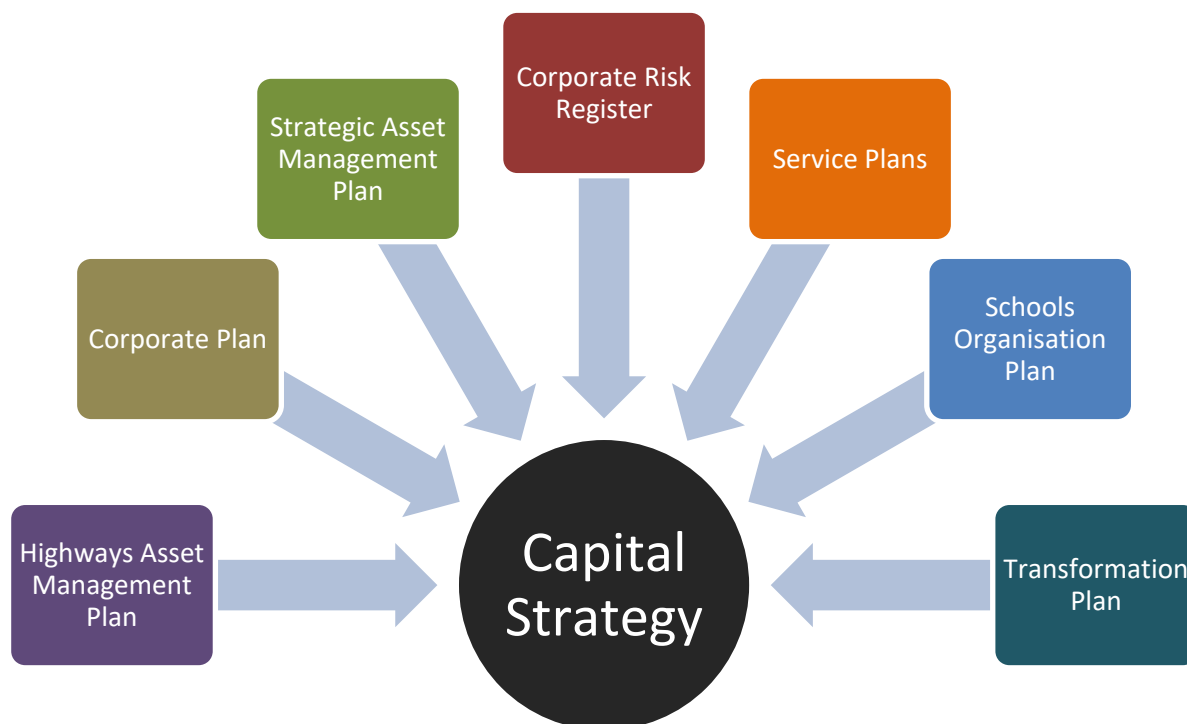 Corporate Risk
Register
Strategic Asset
Management
Plan
Service Plans
Corporate Plan
Schools
Organisation
Plan
Highways Asset
Management
Plan
Transformation
Plan
Capital
Strategy